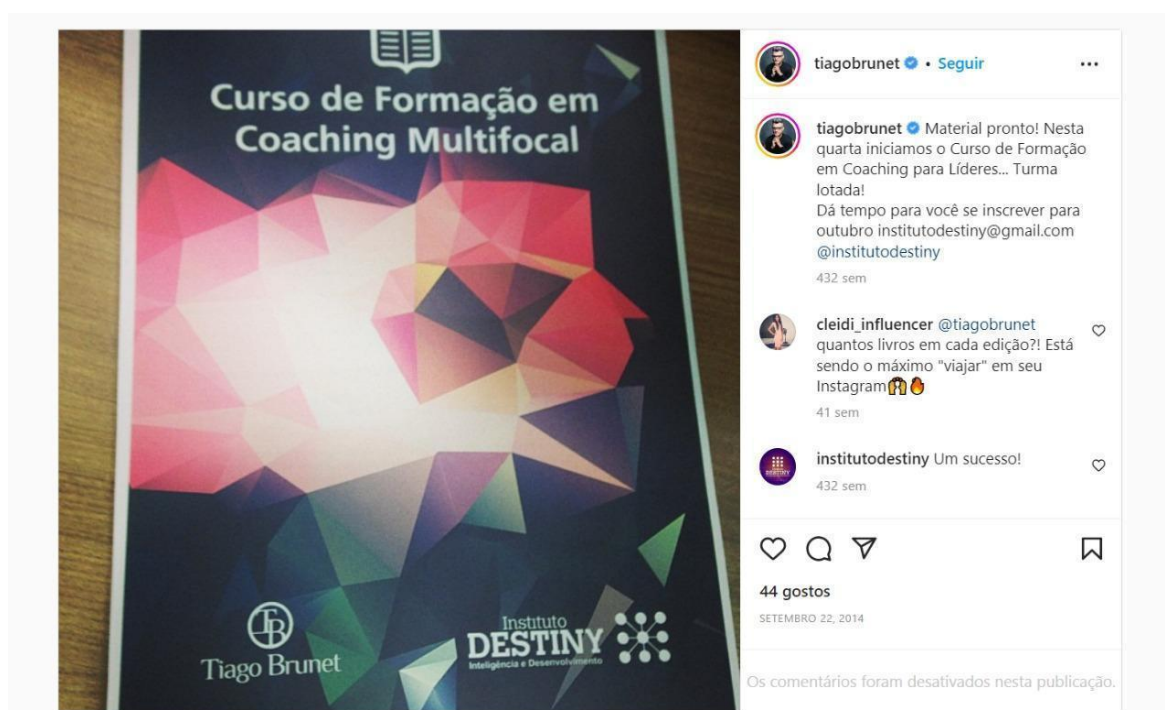 Curso de Formação em
Coaching Multifocal
TB
Tiago Brunet
Instituto
DESTINY
Inteligência e Desenvolvimento
tiagobrunet • Seguir
tiagobrunet Material pronto! Nesta
quarta iniciamos o Curso de Formação
em Coaching para Líderes... Turma
lotada!
Dá tempo para você se inscrever para
outubro institutodestiny@gmail.com
@institutodestiny
432 sem
cleidi_influencer @tiagobrunet
quantos livros em cada edição?! Está
sendo o máximo "viajar" em seu
Instagram🙌🔥
41 sem
DESTINY
institutodestiny Um sucesso!
432 sem
44 gostos
SETEMBRO 22, 2014
Os comentários foram desativados nesta publicação.